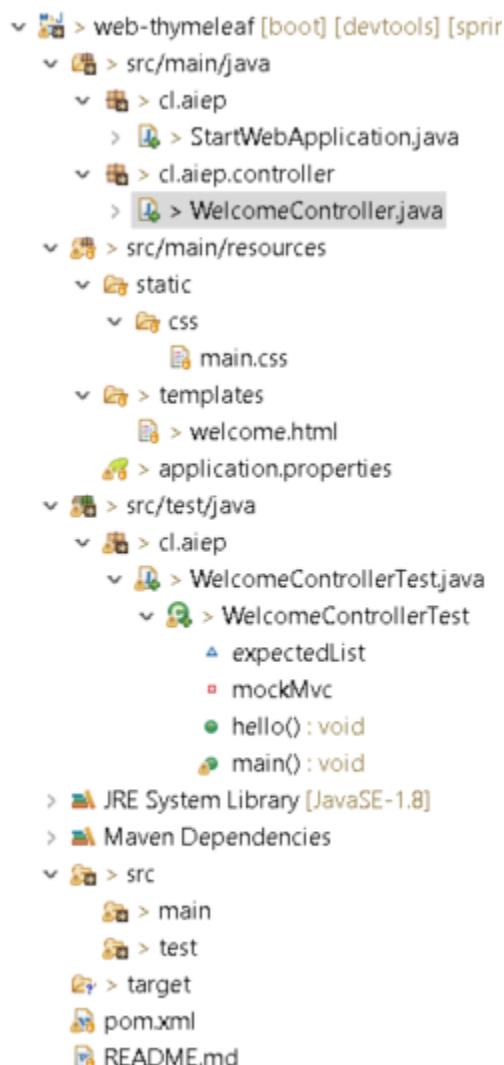 > web-thymeleaf [boot] [devtools] [sprin
> src/main/java
> cl.aiep
> StartWebApplication.java
> cl.aiep.controller
> WelcomeController.java
> src/main/resources
static
css
main.css
> templates
> welcome.html
> application.properties
> src/test/java
> cl.aiep
> WelcomeControllerTest.java
> WelcomeControllerTest
expectedList
mockMvc
hello() : void
main() : void
JRE System Library [JavaSE-1.8]
Maven Dependencies
> src
> main
> test
> target
pom.xml
README.md